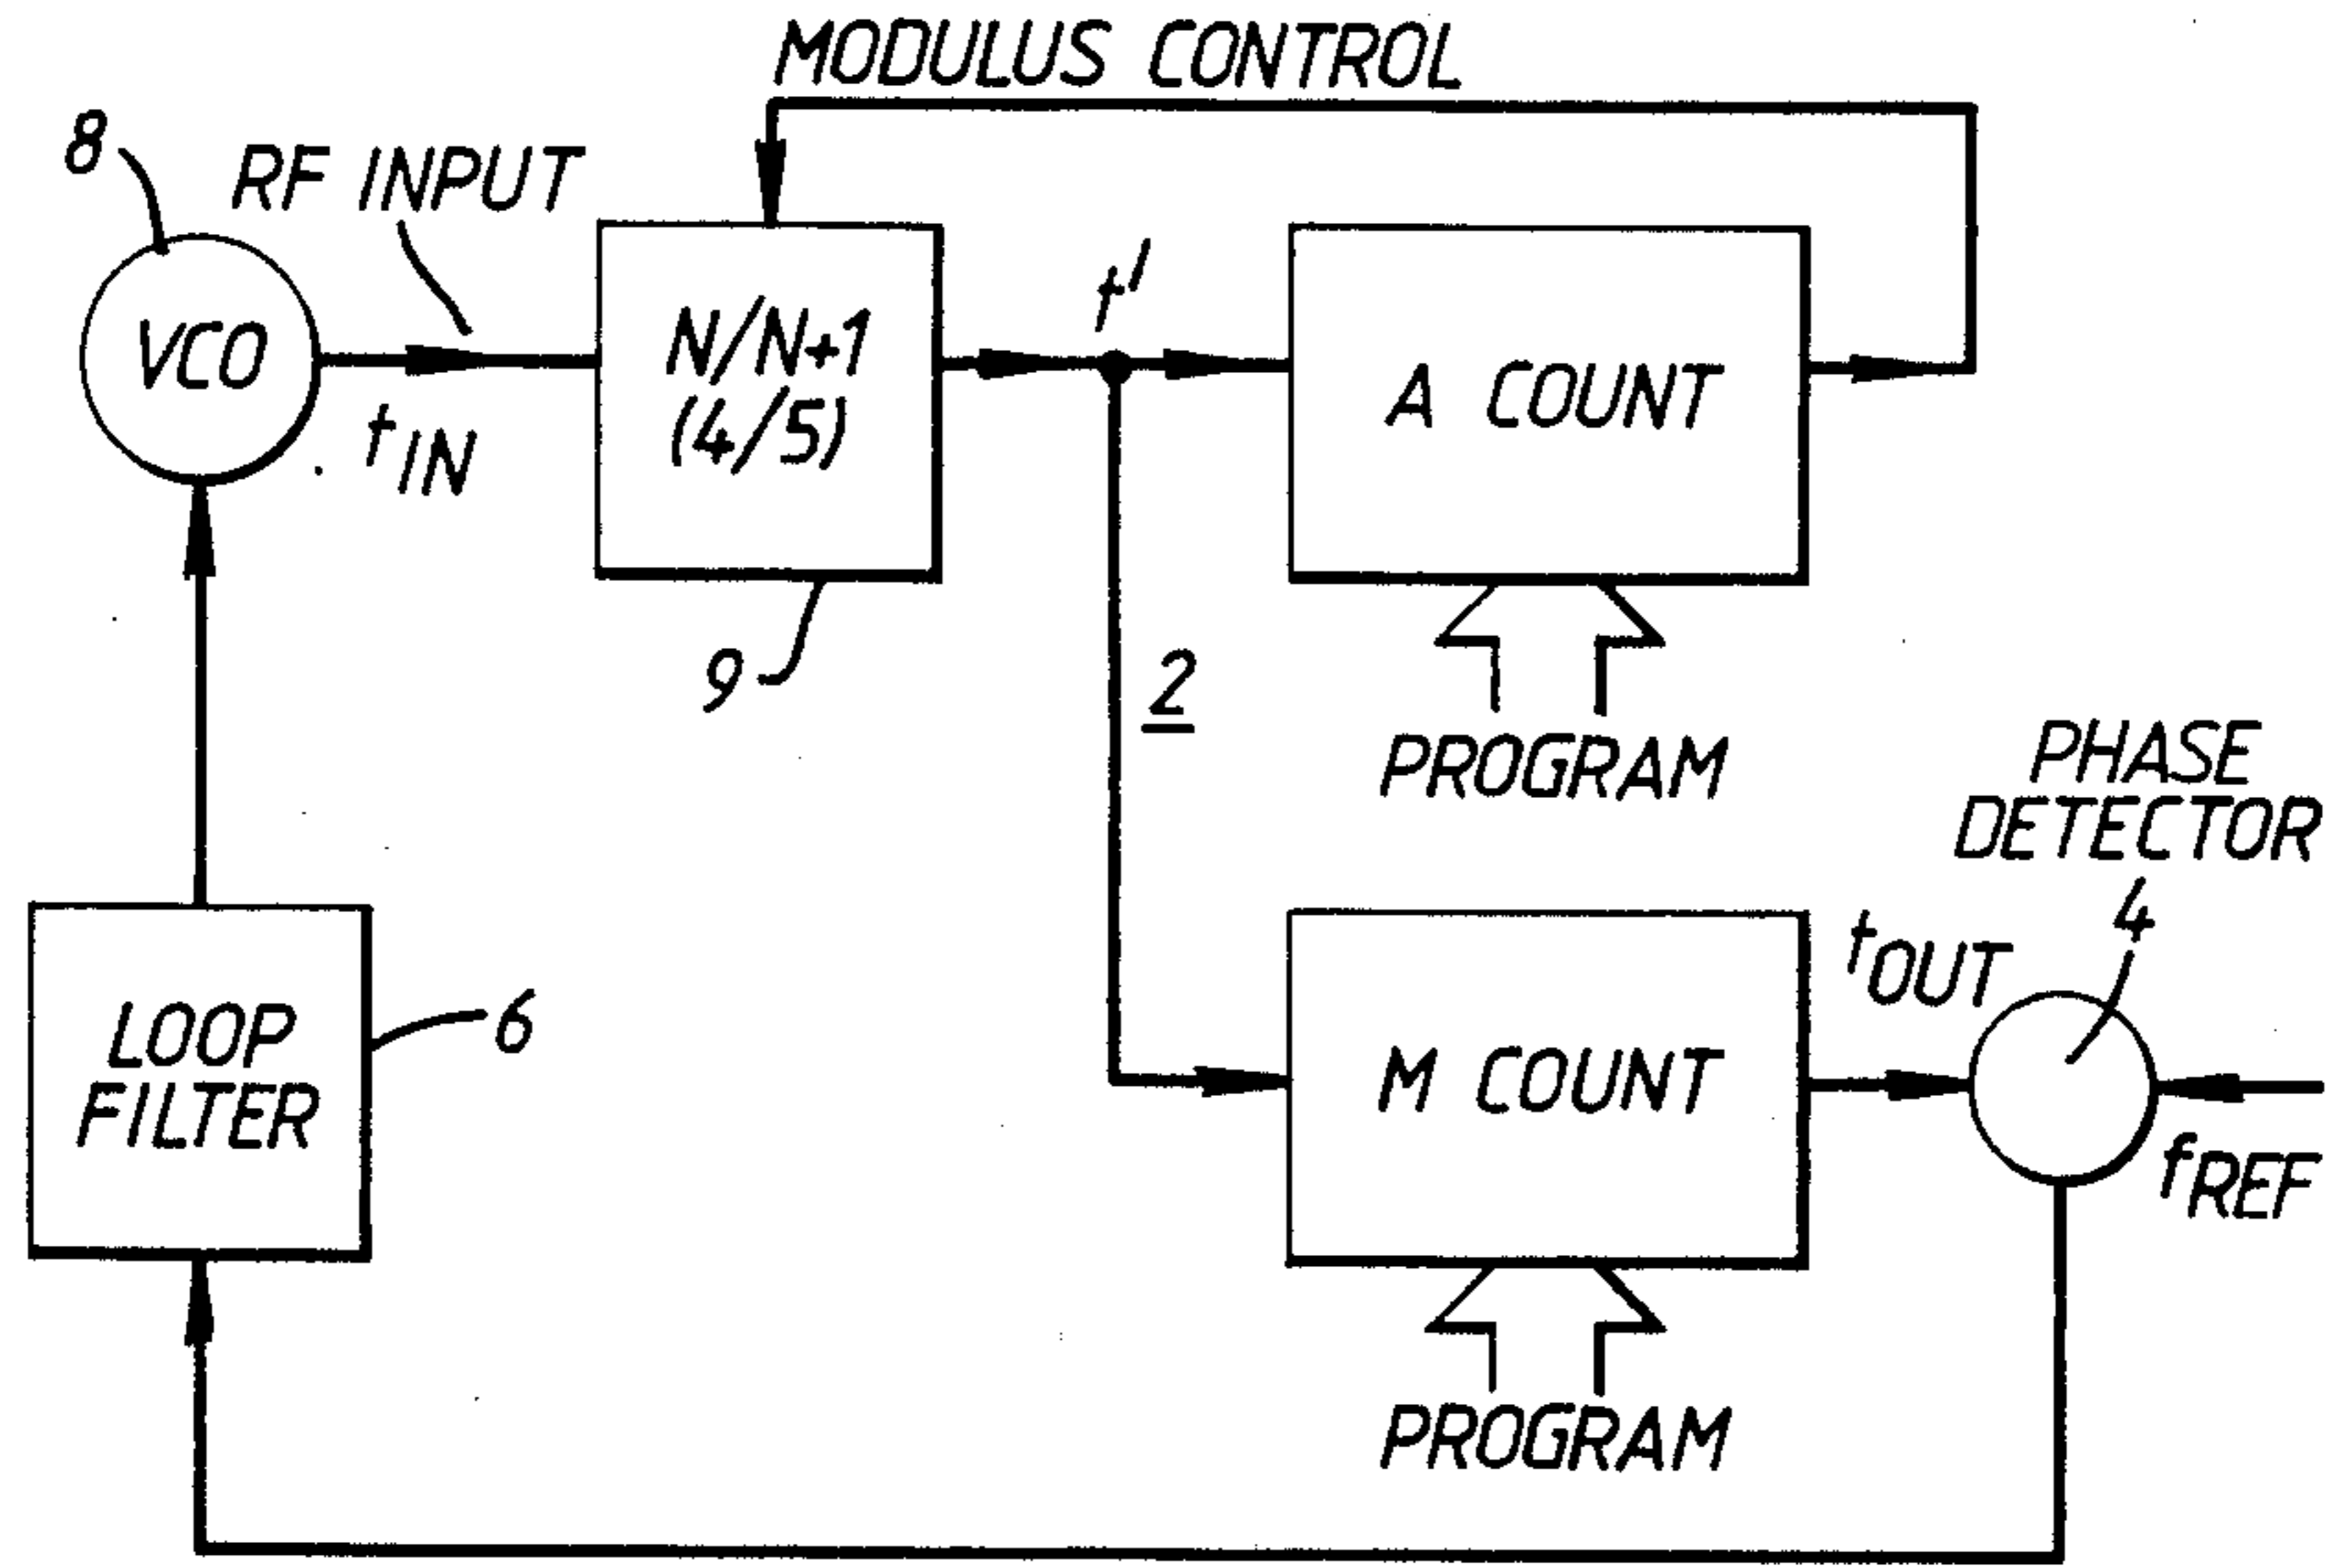 MODULUS CONTROL
8
RF INPUT
VCO
fIN
N/N+1
(4/5)
f'
A COUNT
9
2
PROGRAM
PHASE
DETECTOR
4
fOUT
LOOP
FILTER
6
M COUNT
fREF
PROGRAM